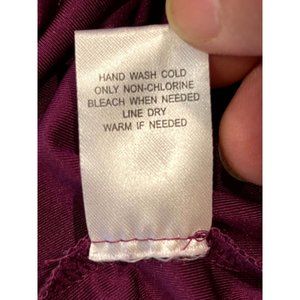 HAND WASH COLD
ONLY NON-CHLORINE
BLEACH WHEN NEEDED
LINE DRY
WARM IF NEEDED